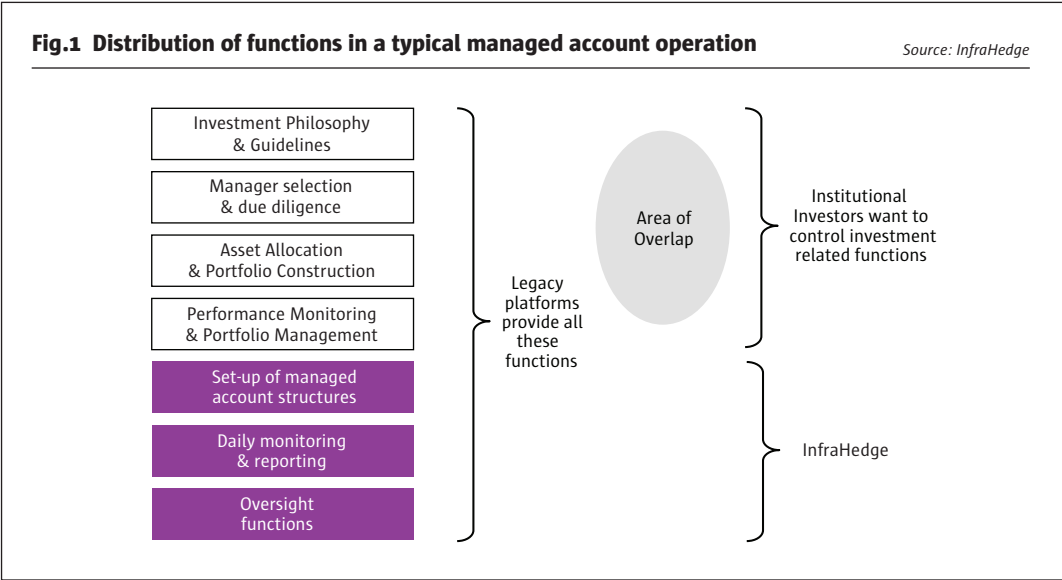 Fig.1 Distribution of functions in a typical managed account operation
Source: InfraHedge
Investment Philosophy
& Guidelines
Manager selection
& due diligence
Asset Allocation
& Portfolio Construction
Performance Monitoring
& Portfolio Management
Set-up of managed
account structures
Daily monitoring
& reporting
Oversight
functions
Legacy
platforms
provide all
these
functions
Area of
Overlap
Institutional
Investors want to
control investment
related functions
InfraHedge